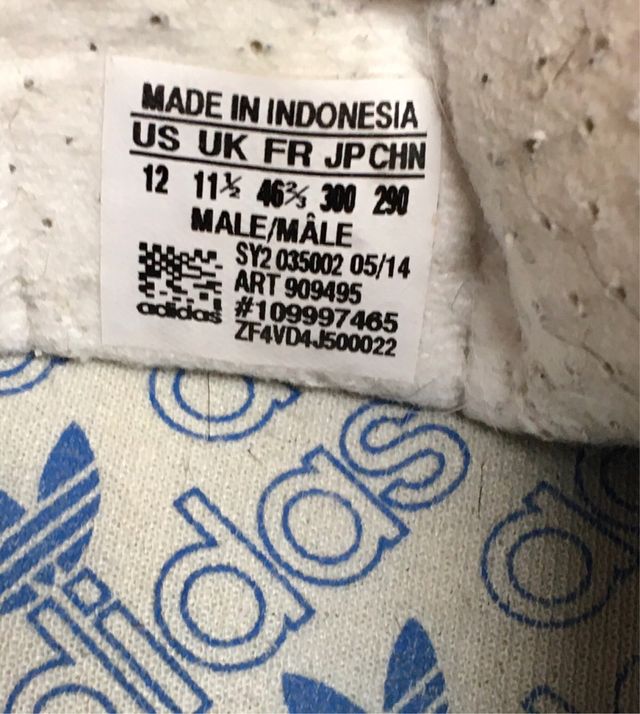 MADE IN INDONESIA
US UK FR JP CHN
12 11½ 46⅔ 300 290
MALE/MÂLE
SY2 035002 05/14
ART 909495
#109997465
ZF4VD4J500022
adidas
adidas